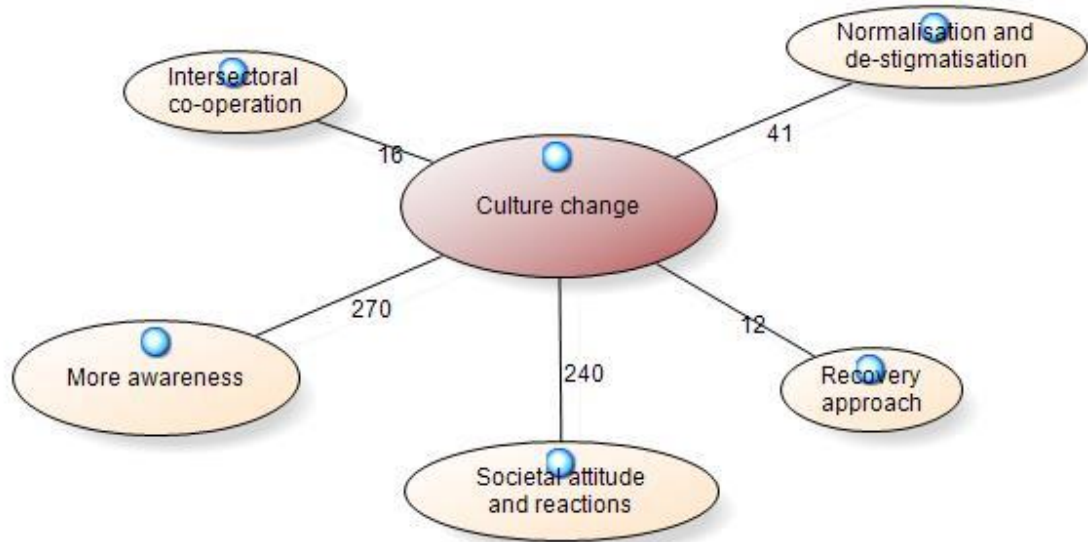 Normalisation and
de-stigmatisation
Intersectoral
co-operation
41
16
Culture change
270
12
240
More awareness
Recovery
approach
Societal attitude
and reactions